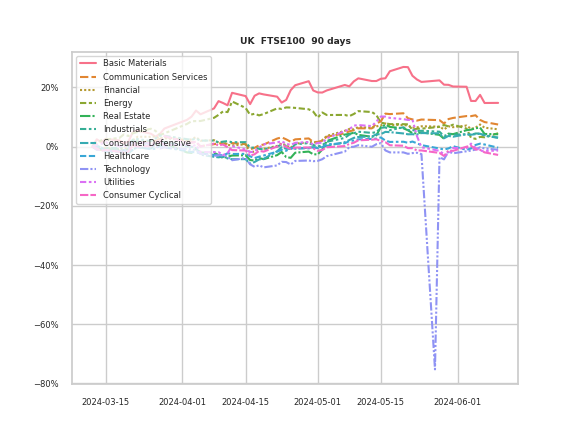 UK FTSE100 90 days
Basic Materials
Communication Services
Financial
Energy
Real Estate
Industrials
Consumer Defensive
Healthcare
Technology
Utilities
Consumer Cyclical
20%
0%
−20%
−40%
−60%
−80%
2024-03-15
2024-04-01
2024-04-15
2024-05-01
2024-05-15
2024-06-01